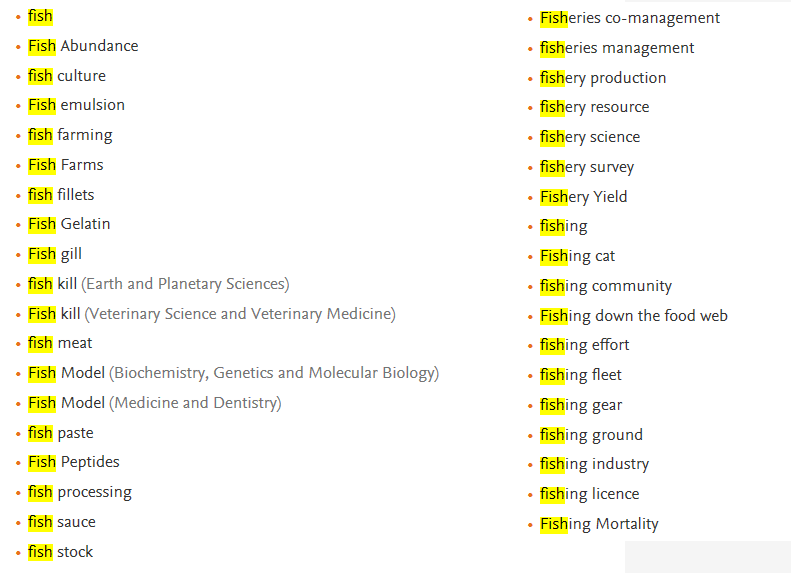 fish
Fish Abundance
fish culture
Fish emulsion
fish farming
Fish Farms
fish fillets
Fish Gelatin
Fish gill
fish kill (Earth and Planetary Sciences)
Fish kill (Veterinary Science and Veterinary Medicine)
fish meat
Fish Model (Biochemistry, Genetics and Molecular Biology)
Fish Model (Medicine and Dentistry)
fish paste
Fish Peptides
fish processing
fish sauce
fish stock
Fisheries co-management
fisheries management
fishery production
fishery resource
fishery science
fishery survey
Fishery Yield
fishing
Fishing cat
fishing community
Fishing down the food web
fishing effort
fishing fleet
fishing gear
fishing ground
fishing industry
fishing licence
Fishing Mortality